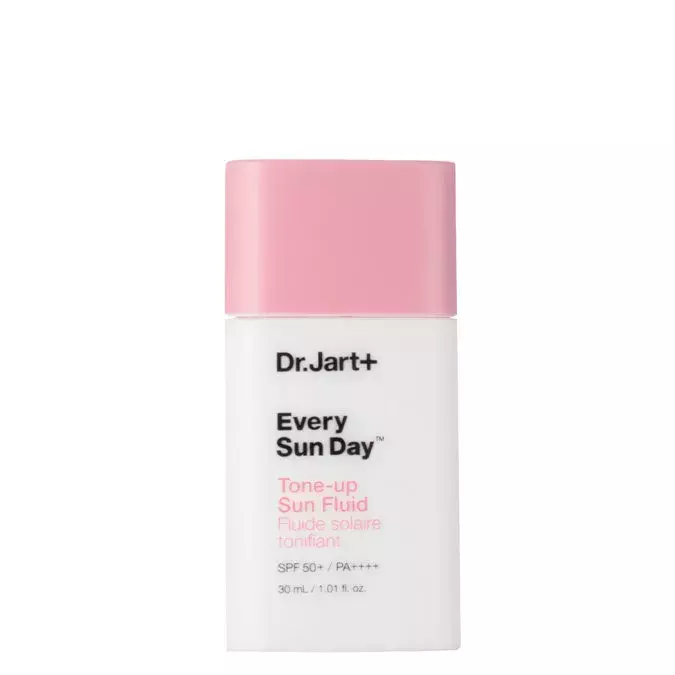 Dr.Jart+
Every
Sun Day™
Tone-up
Sun Fluid
Fluide solaire
tonifiant
SPF 50+ / PA++++
30 mL / 1.01 fl. oz.